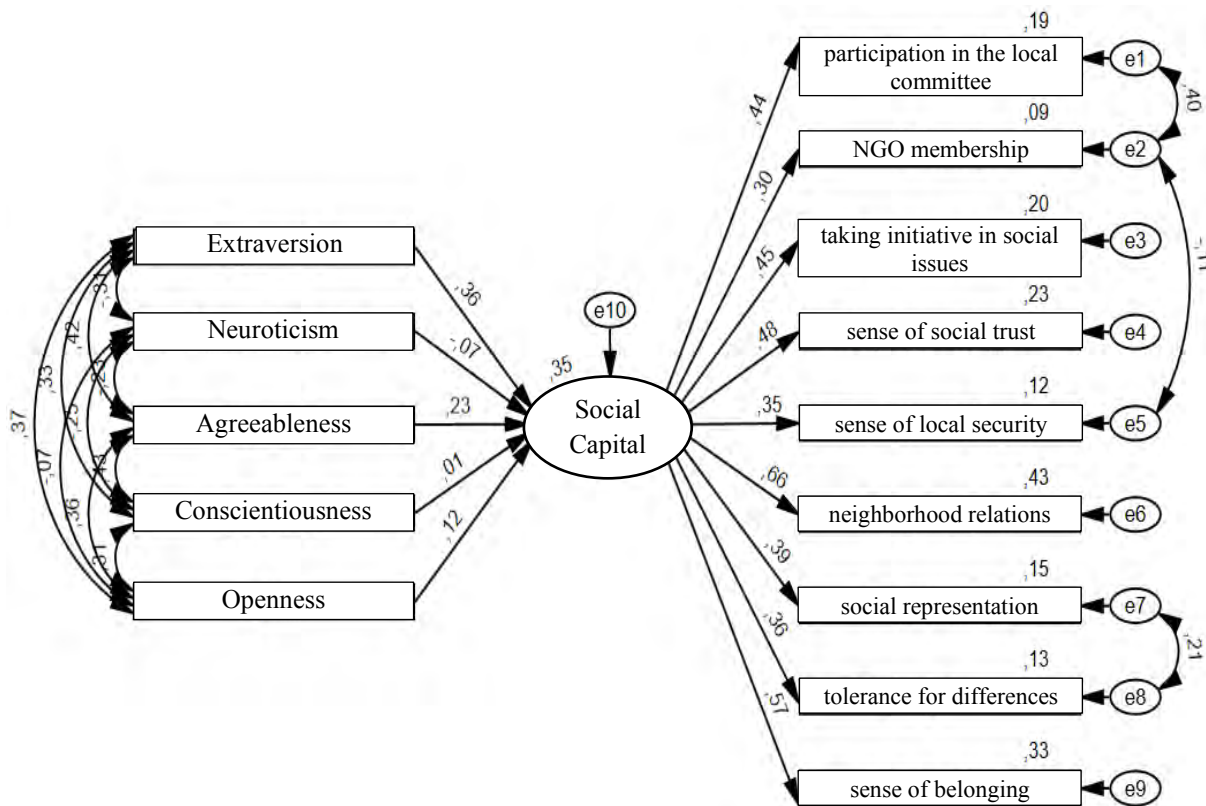 ,19
participation in the local
committee
e1
,40
,09
NGO membership
e2
-,11
,20
taking initiative in social
issues
e3
,23
sense of social trust
e4
,12
sense of local security
e5
,43
neighborhood relations
e6
,15
social representation
e7
,21
,13
tolerance for differences
e8
,33
sense of belonging
e9
,44
,30
,45
,48
,35
,66
,39
,36
,57
e10
,35
Social
Capital
Extraversion
Neuroticism
Agreeableness
Conscientiousness
Openness
,36
-,07
,23
,01
,12
-,31
,42
,33
,37
-,25
-,07
,36
,31